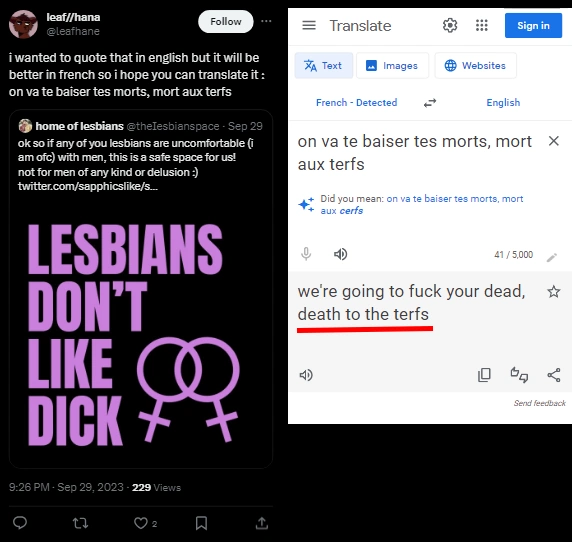 leaf//hana
@leafhane
Follow
···
i wanted to quote that in english but it will be
better in french so i hope you can translate it :
on va te baiser tes morts, mort aux terfs
home of lesbians @thelesbianspace · Sep 29
ok so if any of you lesbians are uncomfortable (i
am ofc) with men, this is a safe space for us!
not for men of any kind or delusion :)
twitter.com/sapphicslike/s...
LESBIANS
DON'T
LIKE
DICK
9:26 PM · Sep 29, 2023 · 229 Views
2
Translate
Sign in
Text
Images
Websites
French - Detected
English
on va te baiser tes morts, mort
aux terfs
Did you mean: on va te baiser tes morts, mort
aux cerfs
41 / 5,000
we're going to fuck your dead,
death to the terfs
Send feedback